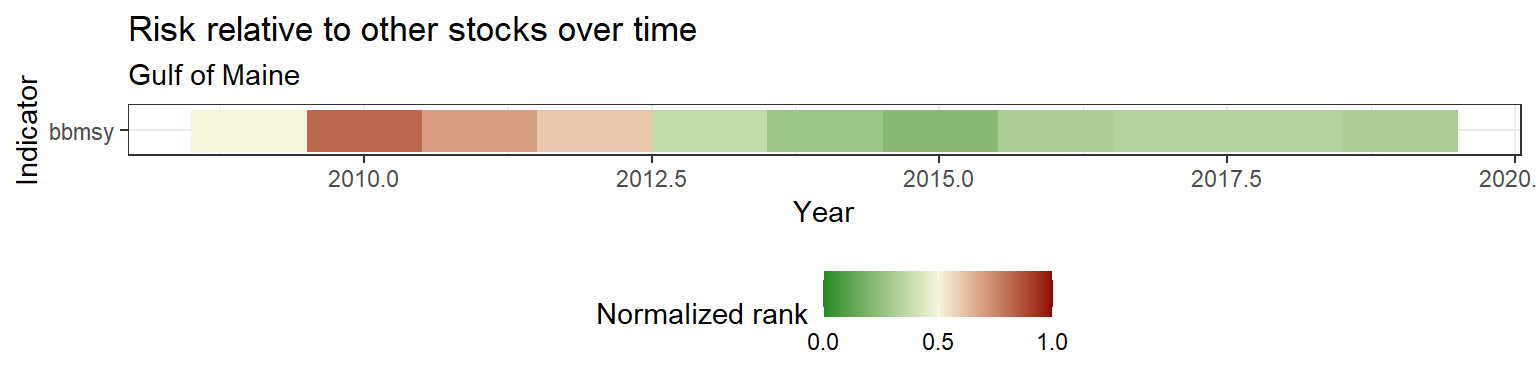 Risk relative to other stocks over time
Gulf of Maine
Indicator
bbmsy
2010.0 2012.5 2015.0 2017.5 2020.
Year
Normalized rank
0.0 0.5 1.0